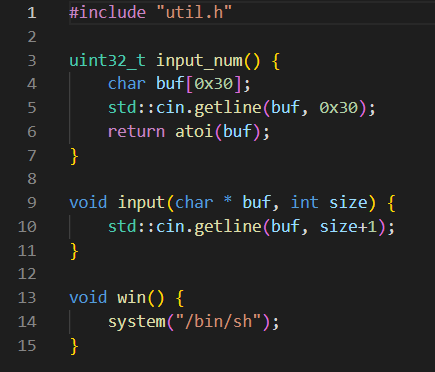 1 #include "util.h"
2
3 uint32_t input_num() {
4     char buf[0x30];
5     std::cin.getline(buf, 0x30);
6     return atoi(buf);
7 }
8
9 void input(char * buf, int size) {
10     std::cin.getline(buf, size+1);
11 }
12
13 void win() {
14     system("/bin/sh");
15 }